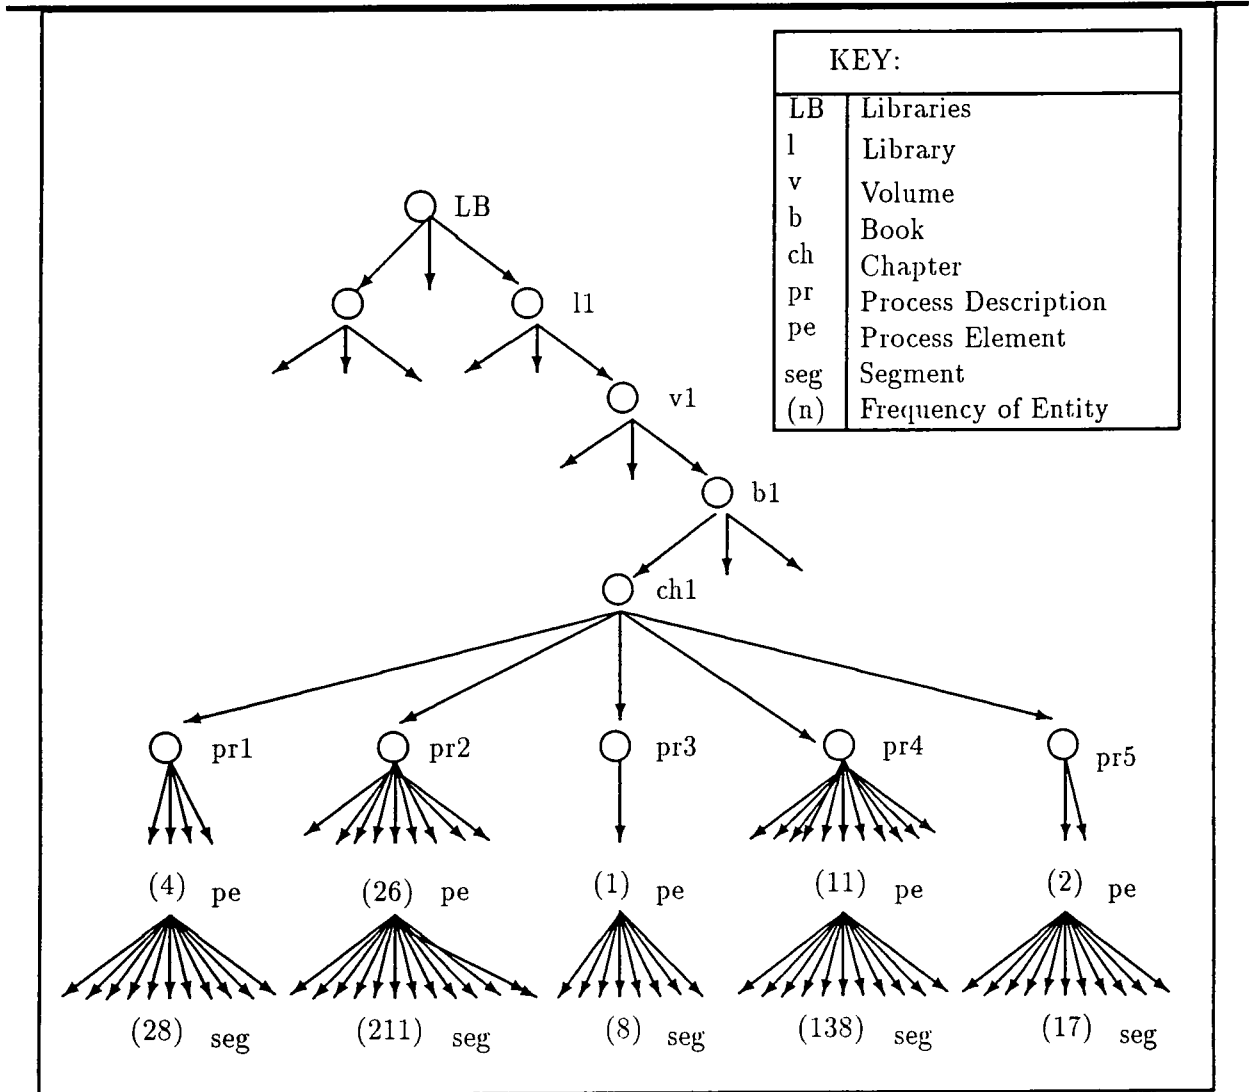 KEY:
LB Libraries
l Library
v Volume
b Book
ch Chapter
pr Process Description
pe Process Element
seg Segment
(n) Frequency of Entity
LB
l1
v1
b1
ch1
pr1 pr2 pr3 pr4 pr5
(4) pe (26) pe (1) pe (11) pe (2) pe
(28) seg (211) seg (8) seg (138) seg (17) seg